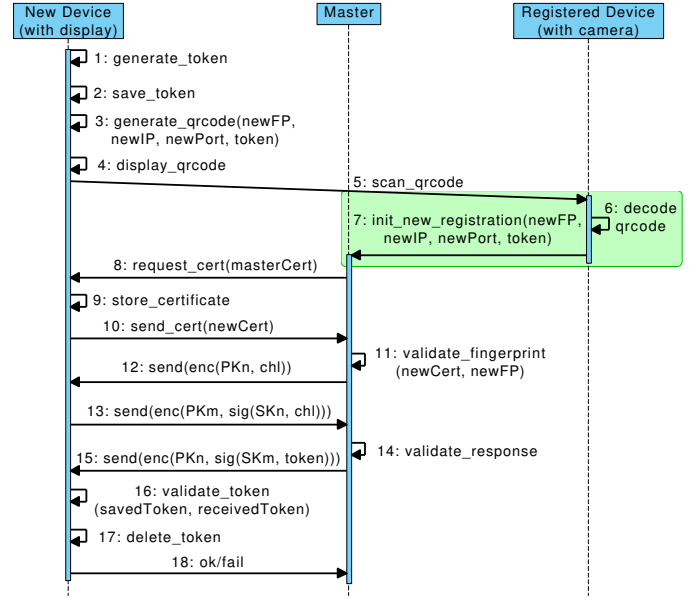 New Device
(with display)
Master
Registered Device
(with camera)
1: generate_token
2: save_token
3: generate_qrcode(newFP,
newIP, newPort, token)
4: display_qrcode
5: scan_qrcode
6: decode
qrcode
7: init_new_registration(newFP,
newIP, newPort, token)
8: request_cert(masterCert)
9: store_certificate
10: send_cert(newCert)
11: validate_fingerprint
(newCert, newFP)
12: send(enc(PKn, chl))
13: send(enc(PKm, sig(SKn, chl)))
14: validate_response
15: send(enc(PKn, sig(SKm, token)))
16: validate_token
(savedToken, receivedToken)
17: delete_token
18: ok/fail